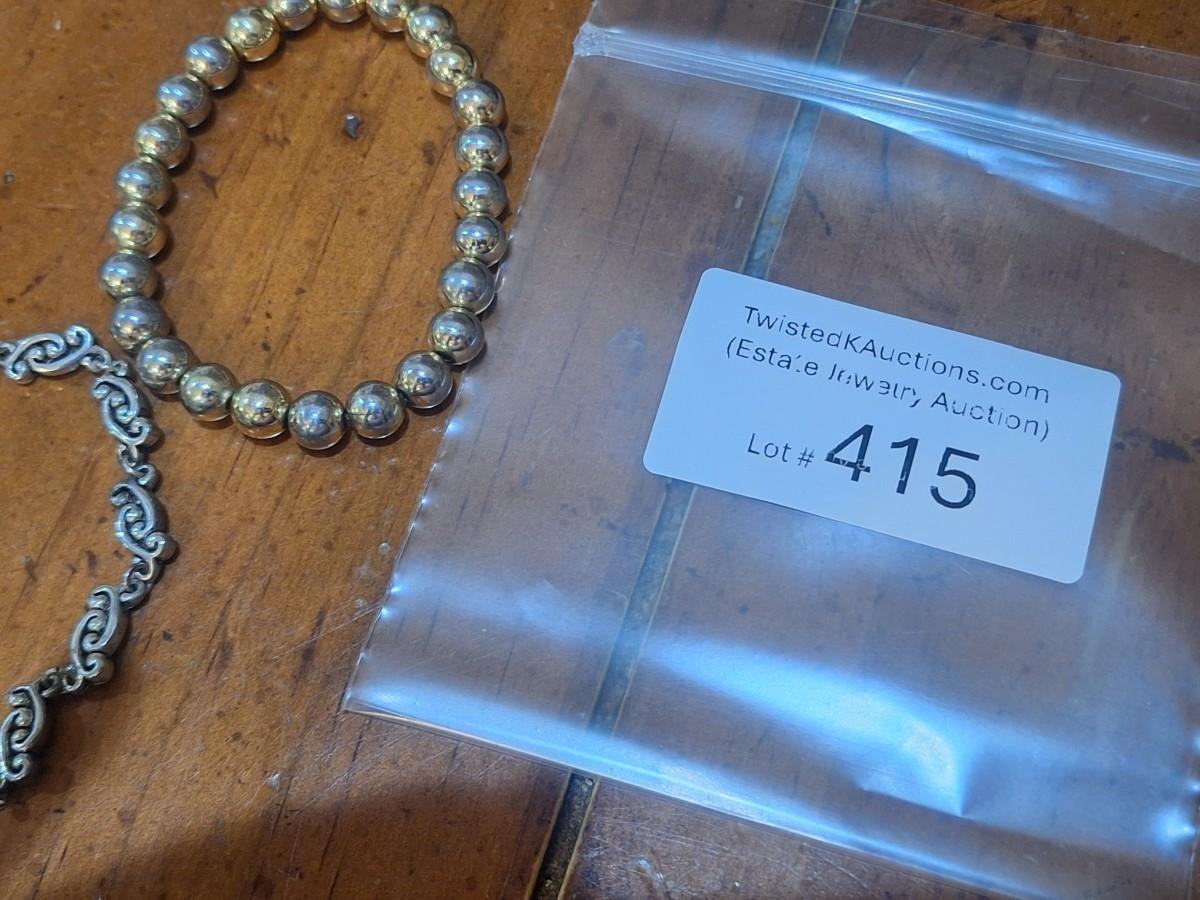 TwistedKAuctions.com
(Estate Jewelry Auction)
Lot # 415